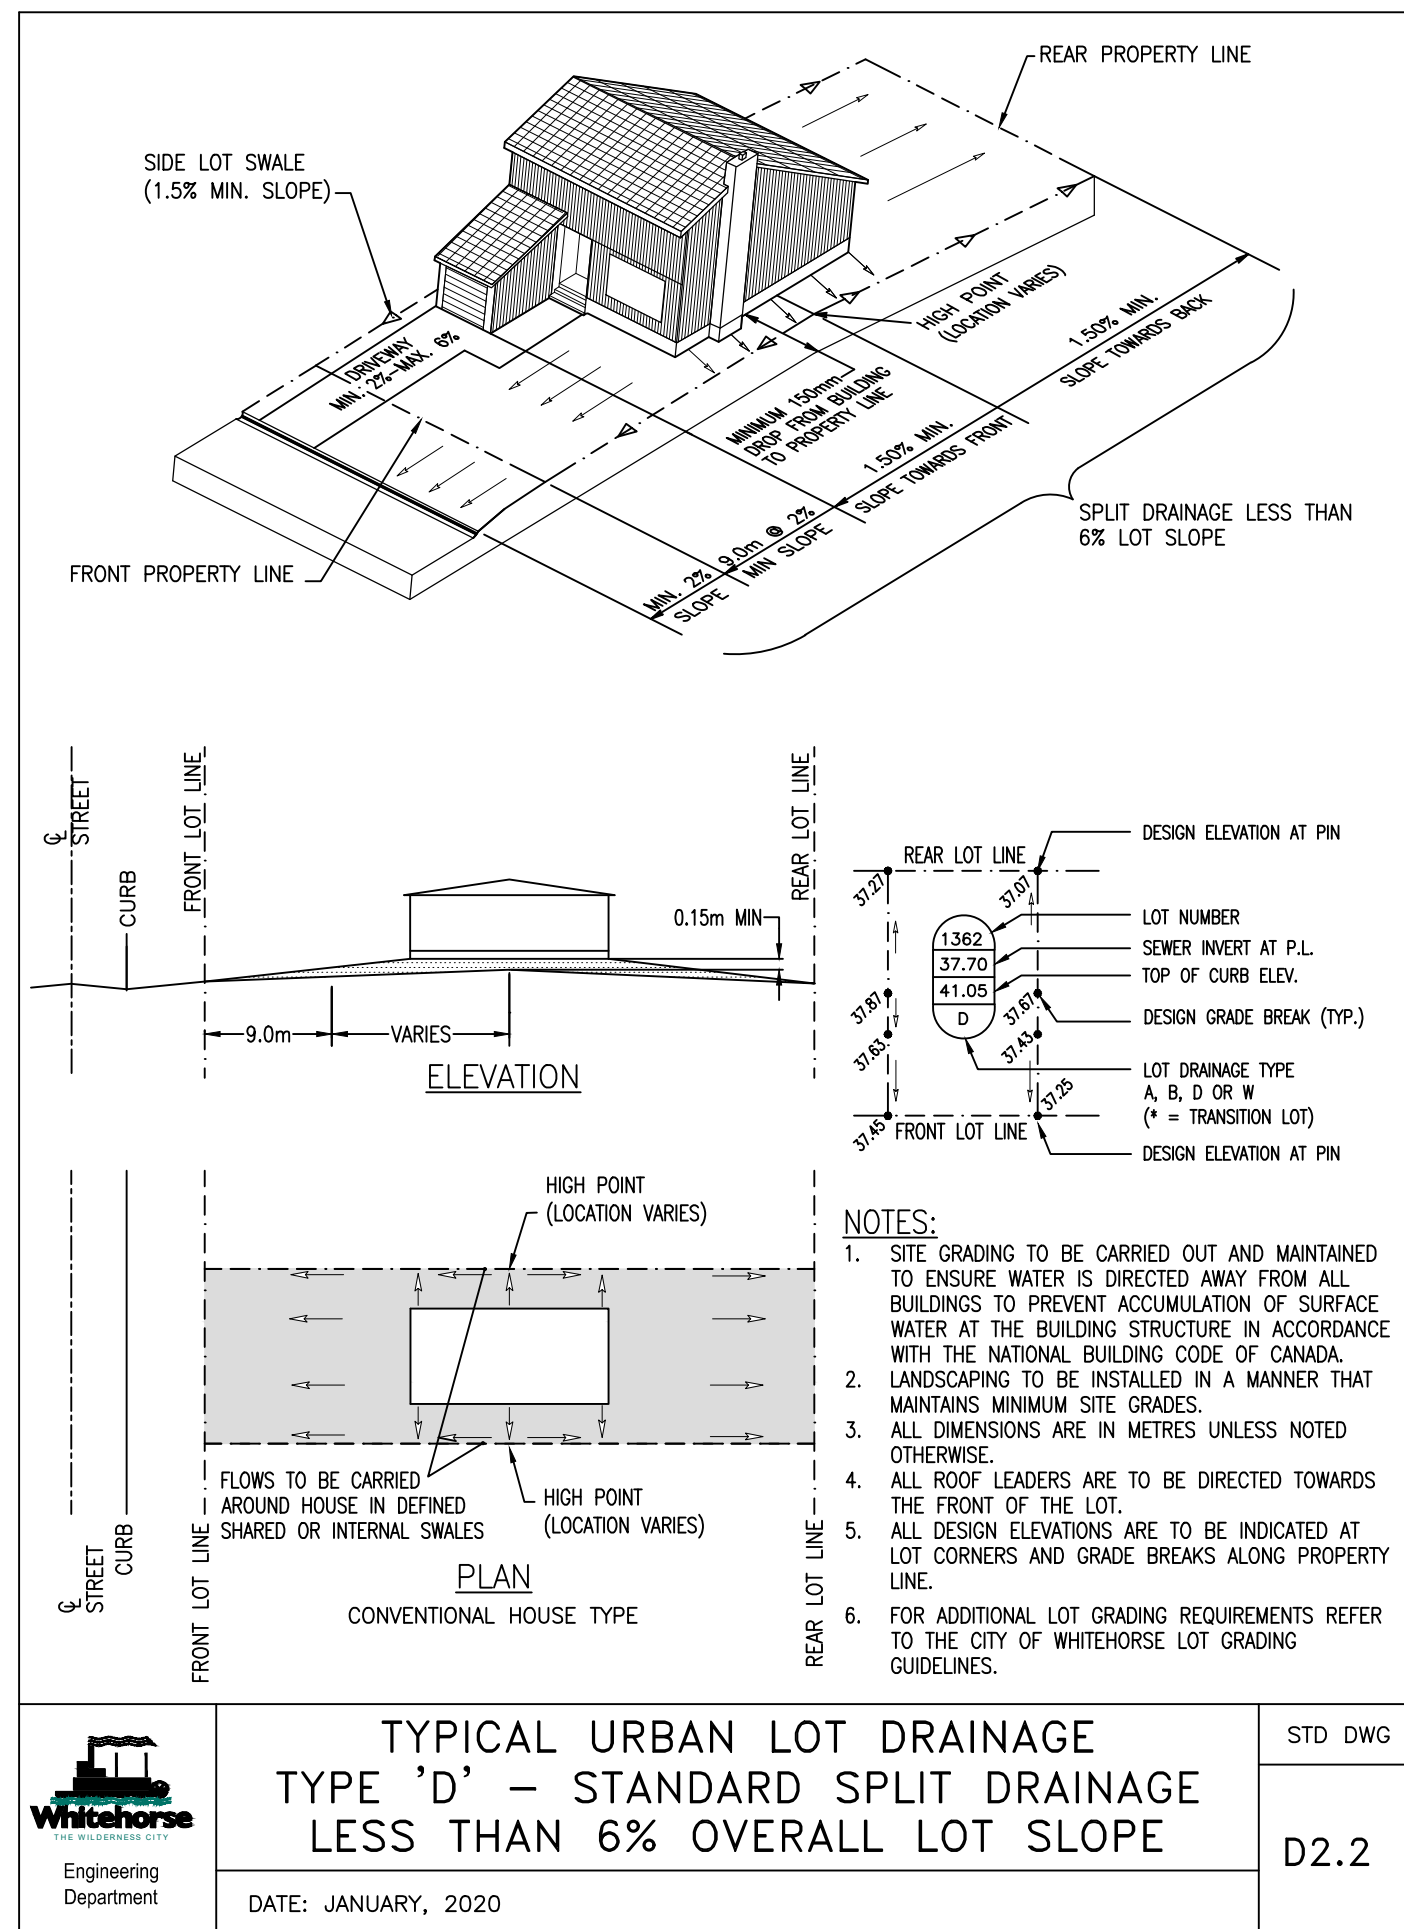 REAR PROPERTY LINE
SIDE LOT SWALE
(1.5% MIN. SLOPE)
DRIVEWAY
MIN. 2%-MAX. 6%
HIGH POINT
(LOCATION VARIES)
1.50% MIN.
SLOPE TOWARDS BACK
MINIMUM 150mm
DROP FROM BUILDING
TO PROPERTY LINE
1.50% MIN.
SLOPE TOWARDS FRONT
9.0m @ 2%
MIN SLOPE
MIN. 2%
SLOPE
SPLIT DRAINAGE LESS THAN
6% LOT SLOPE
FRONT PROPERTY LINE
℄
STREET
CURB
FRONT LOT LINE
REAR LOT LINE
0.15m MIN
9.0m
VARIES
ELEVATION
REAR LOT LINE
37.27
37.07
37.87
37.67
37.63
37.43
37.45
37.25
FRONT LOT LINE
1362
37.70
41.05
D
DESIGN ELEVATION AT PIN
LOT NUMBER
SEWER INVERT AT P.L.
TOP OF CURB ELEV.
DESIGN GRADE BREAK (TYP.)
LOT DRAINAGE TYPE
A, B, D OR W
(* = TRANSITION LOT)
DESIGN ELEVATION AT PIN
HIGH POINT
(LOCATION VARIES)
FLOWS TO BE CARRIED
AROUND HOUSE IN DEFINED
SHARED OR INTERNAL SWALES
HIGH POINT
(LOCATION VARIES)
℄
STREET
CURB
FRONT LOT LINE
REAR LOT LINE
PLAN
CONVENTIONAL HOUSE TYPE
NOTES:
1. SITE GRADING TO BE CARRIED OUT AND MAINTAINED
TO ENSURE WATER IS DIRECTED AWAY FROM ALL
BUILDINGS TO PREVENT ACCUMULATION OF SURFACE
WATER AT THE BUILDING STRUCTURE IN ACCORDANCE
WITH THE NATIONAL BUILDING CODE OF CANADA.
2. LANDSCAPING TO BE INSTALLED IN A MANNER THAT
MAINTAINS MINIMUM SITE GRADES.
3. ALL DIMENSIONS ARE IN METRES UNLESS NOTED
OTHERWISE.
4. ALL ROOF LEADERS ARE TO BE DIRECTED TOWARDS
THE FRONT OF THE LOT.
5. ALL DESIGN ELEVATIONS ARE TO BE INDICATED AT
LOT CORNERS AND GRADE BREAKS ALONG PROPERTY
LINE.
6. FOR ADDITIONAL LOT GRADING REQUIREMENTS REFER
TO THE CITY OF WHITEHORSE LOT GRADING
GUIDELINES.
Whitehorse
THE WILDERNESS CITY
Engineering
Department
TYPICAL URBAN LOT DRAINAGE
TYPE 'D' – STANDARD SPLIT DRAINAGE
LESS THAN 6% OVERALL LOT SLOPE
DATE: JANUARY, 2020
STD DWG
D2.2